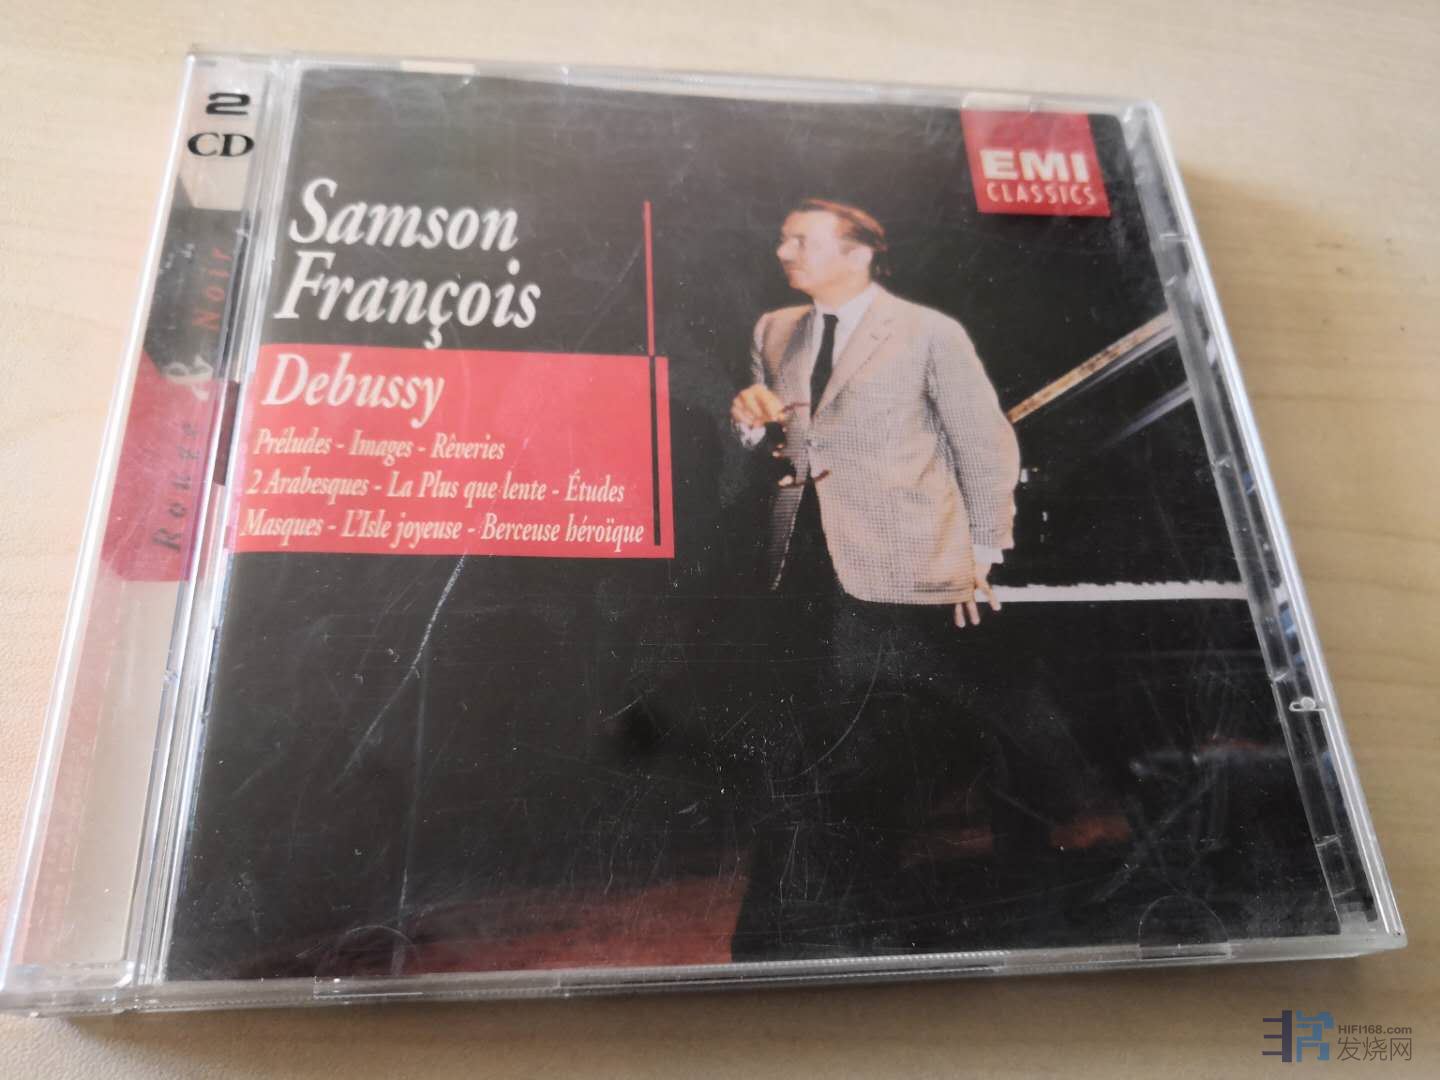 2
CD
Rouge & Noir
EMI
CLASSICS
Samson
François
Debussy
Préludes - Images - Rêveries
2 Arabesques - La Plus que lente - Études
Masques - L'Isle joyeuse - Berceuse héroïque
HIFI168.com
发烧网